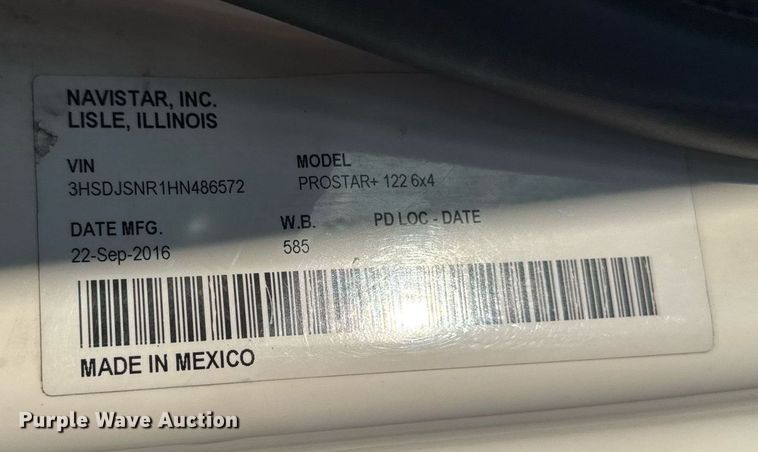 NAVISTAR, INC.
LISLE, ILLINOIS
VIN
3HSDJSNR1HN486572
MODEL
PROSTAR+ 122 6x4
DATE MFG.
22-Sep-2016
W.B.
585
PD LOC - DATE
MADE IN MEXICO
Purple Wave Auction